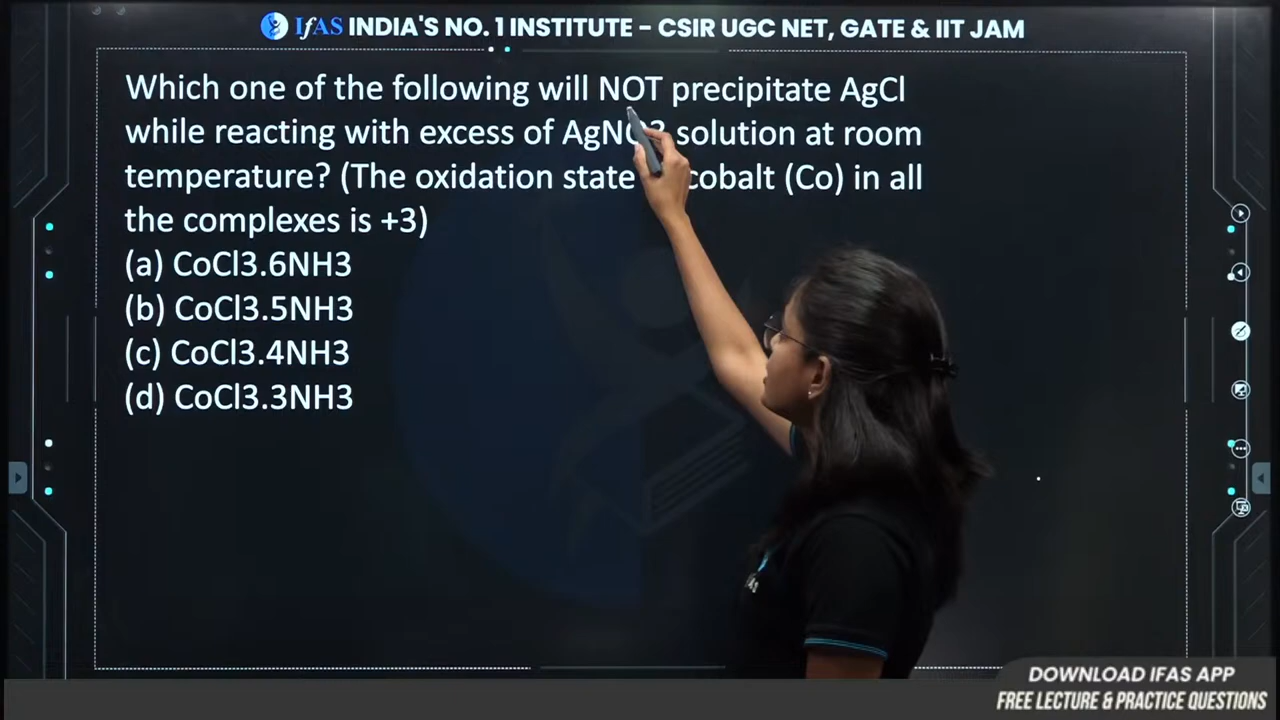 IfAS INDIA'S NO. 1 INSTITUTE – CSIR UGC NET, GATE & IIT JAM
Which one of the following will NOT precipitate AgCl
while reacting with excess of AgNO3 solution at room
temperature? (The oxidation state cobalt (Co) in all
the complexes is +3)
(a) CoCl3.6NH3
(b) CoCl3.5NH3
(c) CoCl3.4NH3
(d) CoCl3.3NH3
DOWNLOAD IFAS APP
FREE LECTURE & PRACTICE QUESTIONS